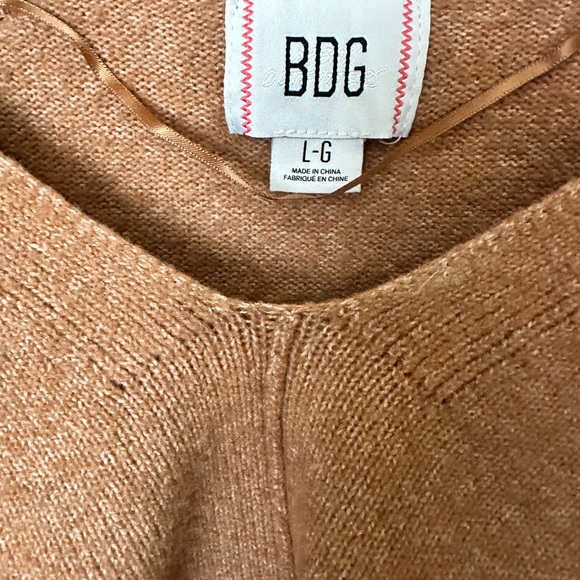 BDG
L-G
MADE IN CHINA
FABRIQUÉ EN CHINE